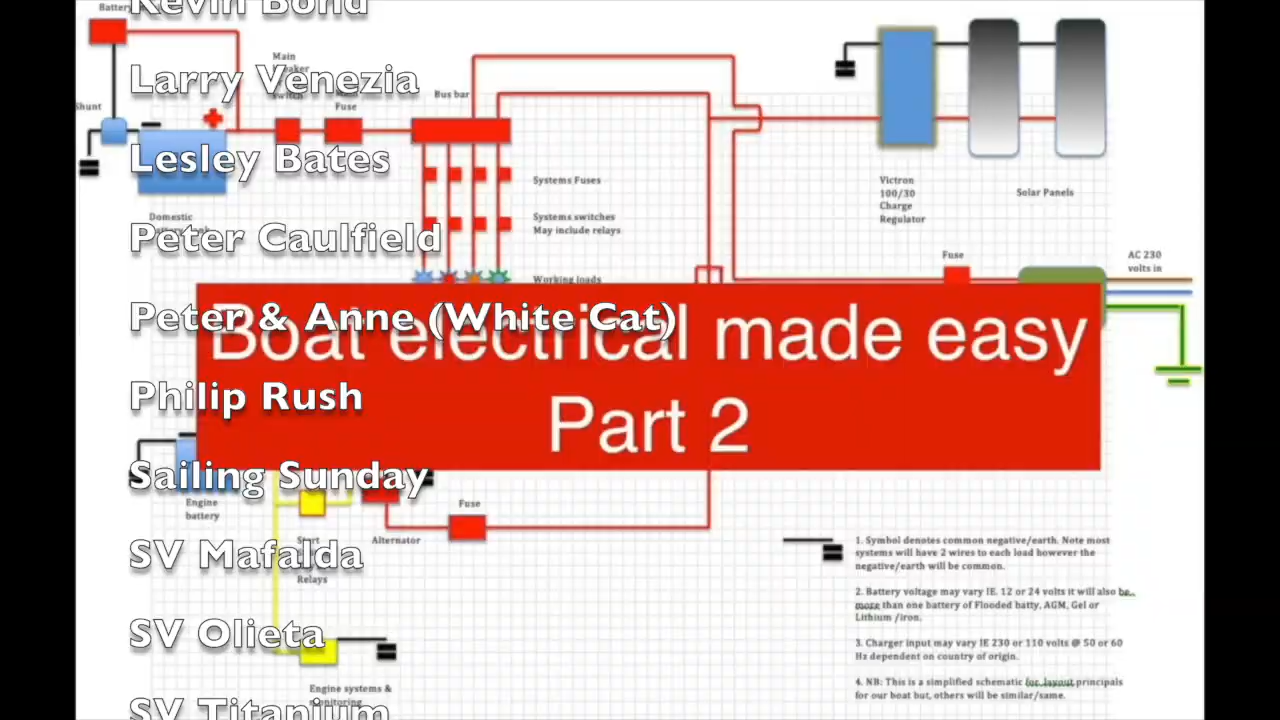 Kevin Bond
Larry Venezia
Lesley Bates
Peter Caulfield
Peter & Anne (White Cat)
Philip Rush
Sailing Sunday
SV Mafalda
SV Olieta
SV Titanium
Boat electrical made easy
Part 2
Main
Fuse
Bus bar
Shunt
Domestic
Systems Fuses
Systems switches
May include relays
Working loads
Victron
100/30
Charge
Regulator
Solar Panels
Fuse
AC 230
volts in
Engine
battery
Fuse
Alternator
Relays
Engine systems &
monitoring
1. Symbol denotes common negative/earth. Note most
systems will have 2 wires to each load however the
negative/earth will be common.
2. Battery voltage may vary IE. 12 or 24 volts it will also be
more than one battery of Flooded batty, AGM, Gel or
Lithium /iron.
3. Charger input may vary IE 230 or 110 volts @ 50 or 60
Hz dependent on country of origin.
4. NB: This is a simplified schematic for layout principals
for our boat but, others will be similar/same.